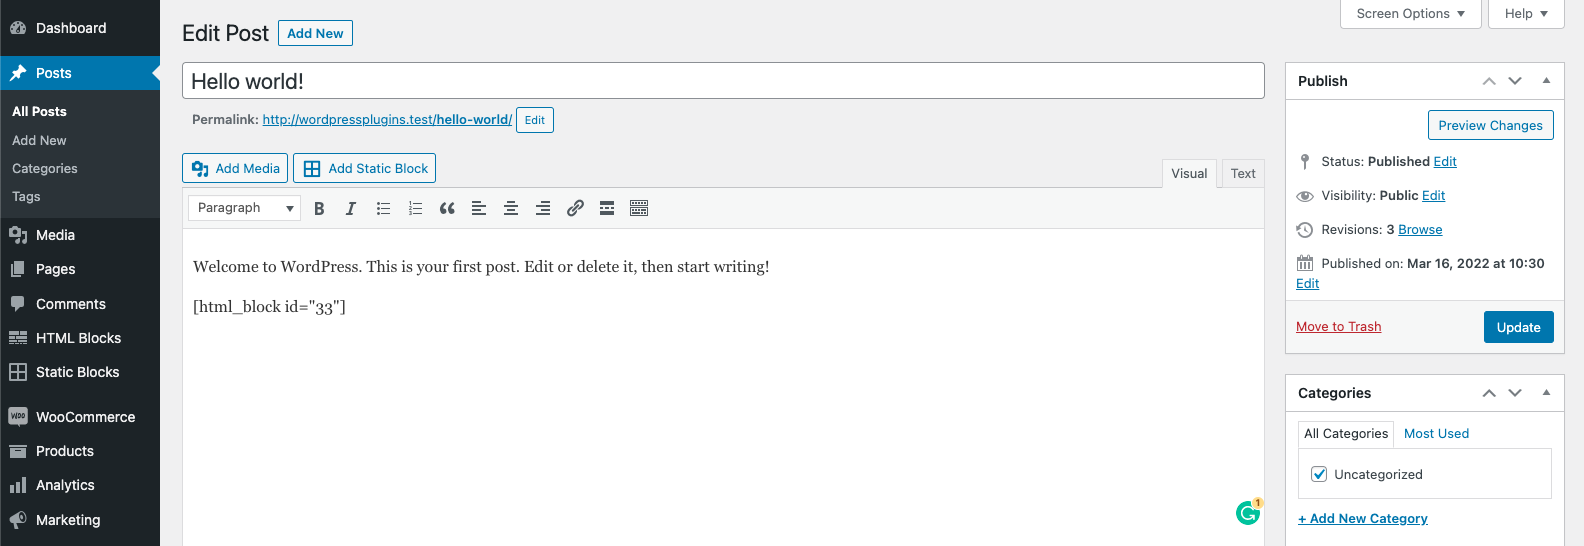 Dashboard
Posts
All Posts
Add New
Categories
Tags
Media
Pages
Comments
HTML Blocks
Static Blocks
WOO WooCommerce
Products
Analytics
Marketing
Screen Options
Help
Edit Post Add New
Hello world!
Permalink: http://wordpressplugins.test/hello-world/ Edit
Add Media Add Static Block
Visual Text
Paragraph B I
Welcome to WordPress. This is your first post. Edit or delete it, then start writing!
[html_block id="33"]
G 1
Publish
Preview Changes
Status: Published Edit
Visibility: Public Edit
Revisions: 3 Browse
Published on: Mar 16, 2022 at 10:30
Edit
Move to Trash Update
Categories
All Categories Most Used
Uncategorized
+ Add New Category